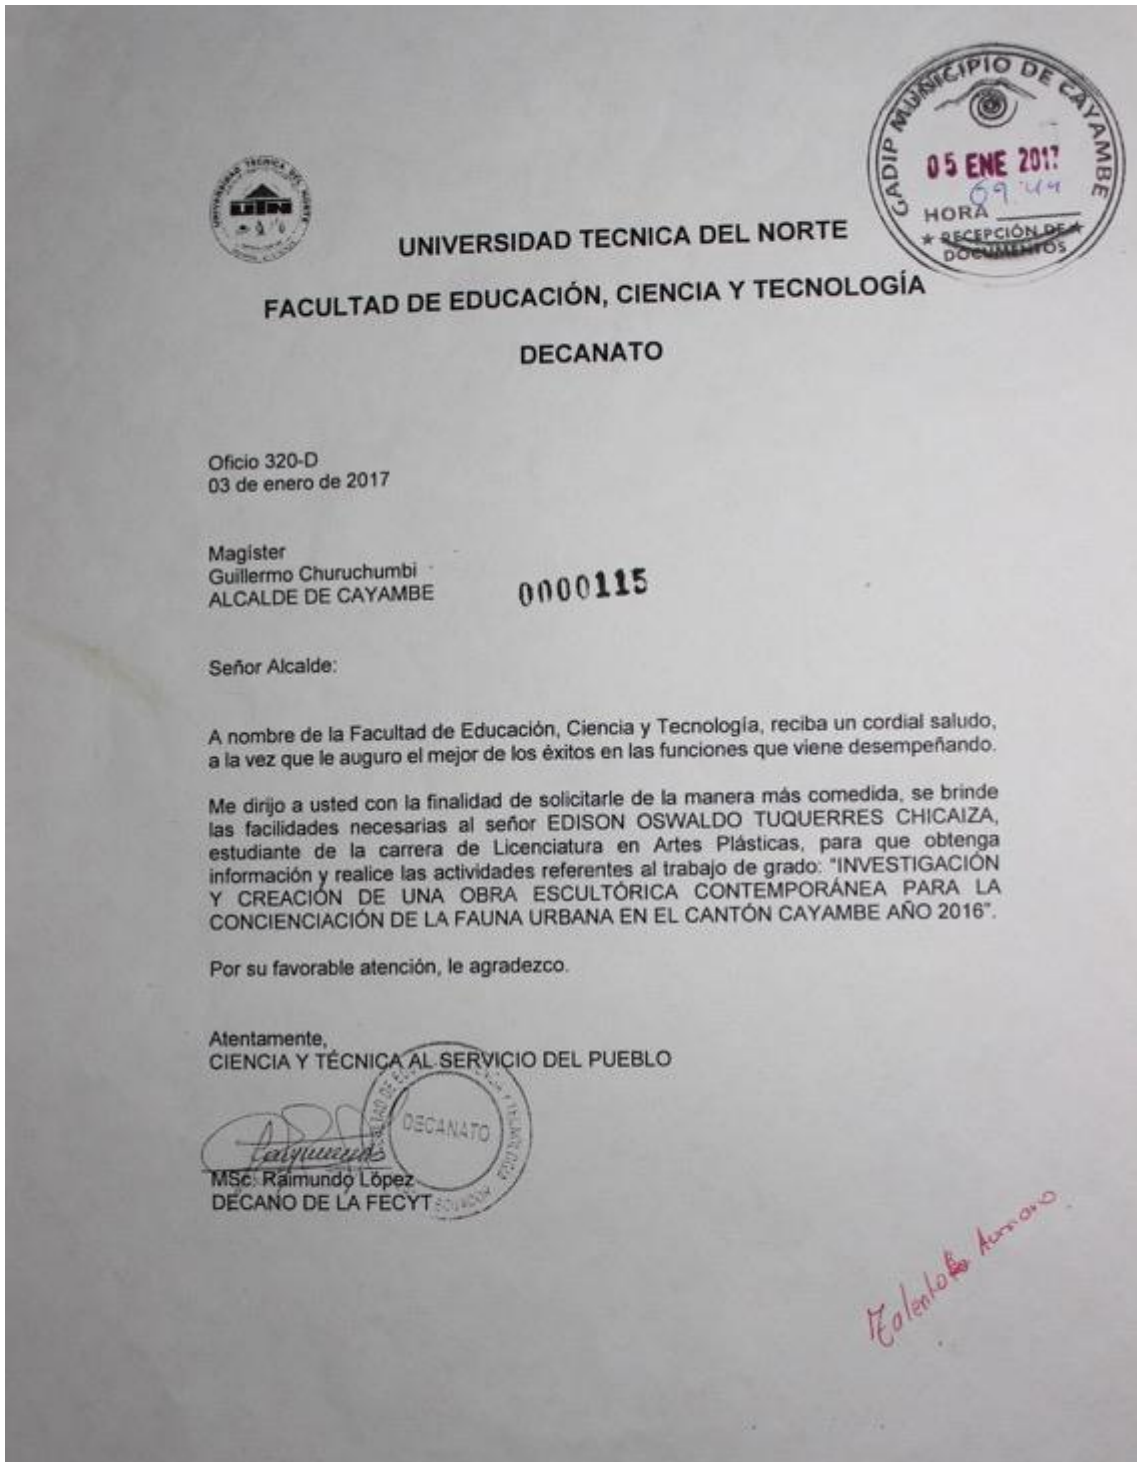 GADIP MUNICIPIO DE CAYAMBE
05 ENE 2017
09:44
HORA
RECEPCIÓN DE
DOCUMENTOS
UNIVERSIDAD TECNICA DEL NORTE
UTN
UNIVERSIDAD TECNICA DEL NORTE
FACULTAD DE EDUCACIÓN, CIENCIA Y TECNOLOGÍA
DECANATO
Oficio 320-D
03 de enero de 2017
Magíster
Guillermo Churuchumbi
ALCALDE DE CAYAMBE
0000115
Señor Alcalde:
A nombre de la Facultad de Educación, Ciencia y Tecnología, reciba un cordial saludo,
a la vez que le auguro el mejor de los éxitos en las funciones que viene desempeñando.
Me dirijo a usted con la finalidad de solicitarle de la manera más comedida, se brinde
las facilidades necesarias al señor EDISON OSWALDO TUQUERRES CHICAIZA,
estudiante de la carrera de Licenciatura en Artes Plásticas, para que obtenga
información y realice las actividades referentes al trabajo de grado: "INVESTIGACIÓN
Y CREACIÓN DE UNA OBRA ESCULTÓRICA CONTEMPORÁNEA PARA LA
CONCIENCIACIÓN DE LA FAUNA URBANA EN EL CANTÓN CAYAMBE AÑO 2016".
Por su favorable atención, le agradezco.
Atentamente,
CIENCIA Y TÉCNICA AL SERVICIO DEL PUEBLO
DECANATO
ECUADOR
MSc. Raimundo López
DECANO DE LA FECYT
Talento